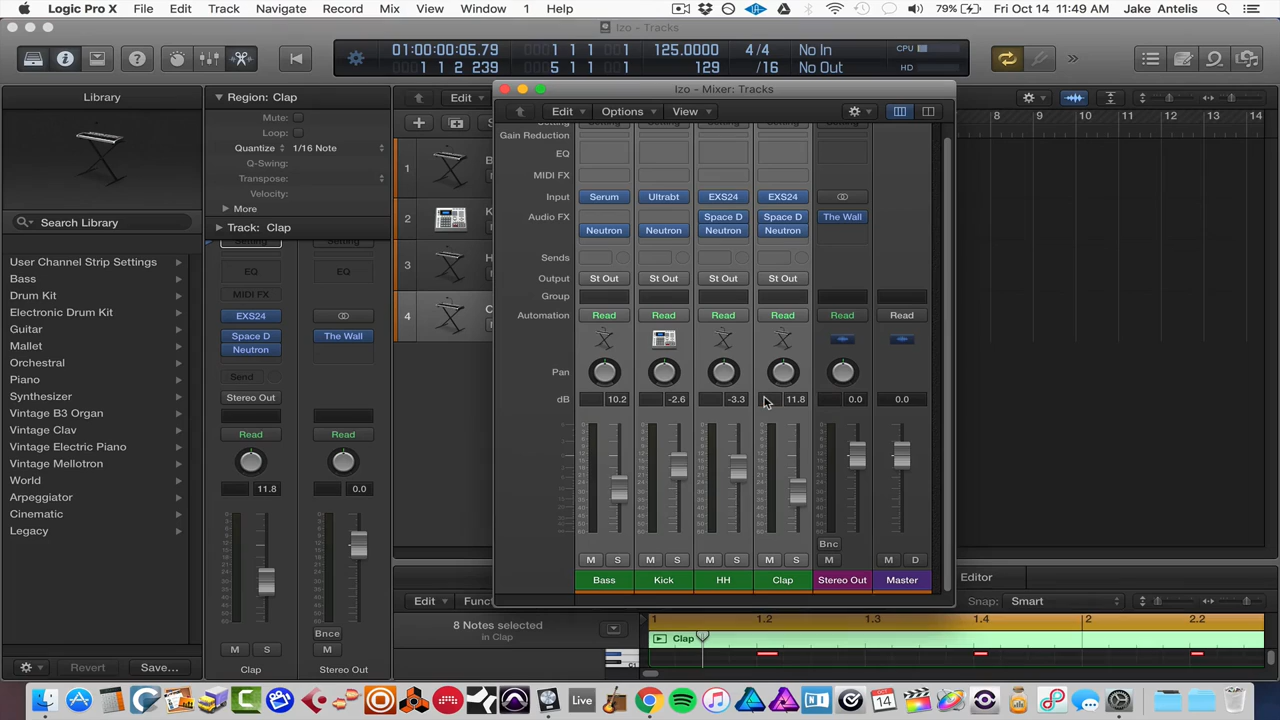 Logic Pro X File Edit Track Navigate Record Mix View Window 1 Help 79% Fri Oct 14 11:49 AM Jake Antelis
Izo - Tracks
01:00:00:05.79 1 1 1 1 125.0000 4/4 No In CPU
1 1 2 239 5 1 1 1 129 /16 No Out HD
Library
Region: Clap
Edit
Izo - Mixer: Tracks
Edit Options View
8 9 10 11 12 13 14
Mute:
Loop:
Quantize 1/16 Note
Q-Swing:
Transpose:
Velocity:
More
Track: Clap
Search Library
User Channel Strip Settings
Bass
Drum Kit
Electronic Drum Kit
Guitar
Mallet
Orchestral
Piano
Synthesizer
Vintage B3 Organ
Vintage Clav
Vintage Electric Piano
Vintage Mellotron
World
Arpeggiator
Cinematic
Legacy
Revert Save...
Setting Setting
EQ EQ
MIDI FX
EXS24
Space D The Wall
Neutron
Send
Stereo Out
Read Read
11.8 0.0
Bnce
M S M
Clap Stereo Out
1
2
3
4
Gain Reduction
EQ
MIDI FX
Input Serum Ultrabt EXS24 EXS24
Audio FX Space D Space D The Wall
Neutron Neutron Neutron Neutron
Sends
Output St Out St Out St Out St Out
Group
Automation Read Read Read Read Read Read
Pan
dB 10.2 -2.6 -3.3 11.8 0.0 0.0
Bnc
M S M S M S M S M M D
Bass Kick HH Clap Stereo Out Master
Editor
Edit Snap: Smart
8 Notes selected
in Clap
1 1.2 1.3 1.4 2 2.2
Clap
C1
Live
14